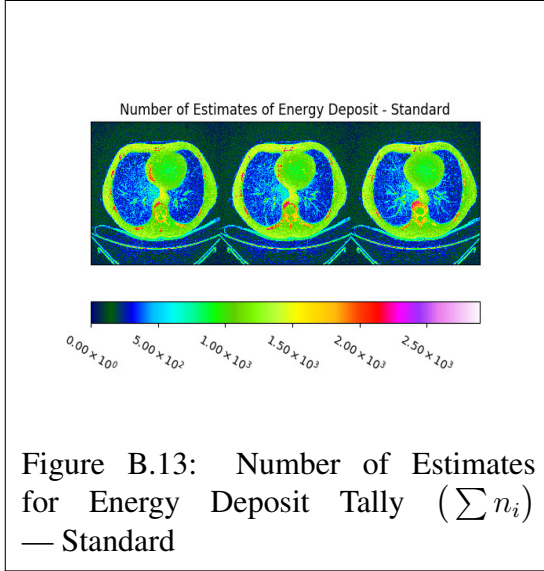 Number of Estimates of Energy Deposit - Standard
0.00×10⁰ 5.00×10² 1.00×10³ 1.50×10³ 2.00×10³ 2.50×10³
Figure B.13: Number of Estimates
for Energy Deposit Tally (∑ nᵢ)
— Standard